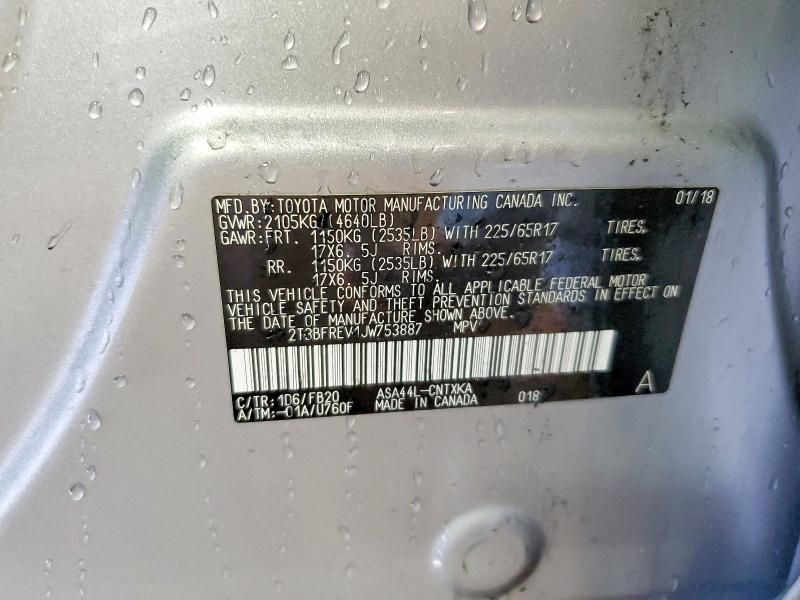 MFD. BY: TOYOTA MOTOR MANUFACTURING CANADA INC. 01/18
GVWR: 2105KG (4640LB)
GAWR: FRT. 1150KG (2535LB) WITH 225/65R17 TIRES,
17X6. 5J RIMS,
RR. 1150KG (2535LB) WITH 225/65R17 TIRES,
17X6. 5J RIMS,
THIS VEHICLE CONFORMS TO ALL APPLICABLE FEDERAL MOTOR
VEHICLE SAFETY AND THEFT PREVENTION STANDARDS IN EFFECT ON
THE DATE OF MANUFACTURE SHOWN ABOVE.
2T3BFREV1JW753887 MPV
C/TR: 1D6/FB20 ASA44L-CNTXKA 018 A
A/TM:-01A/U760F MADE IN CANADA